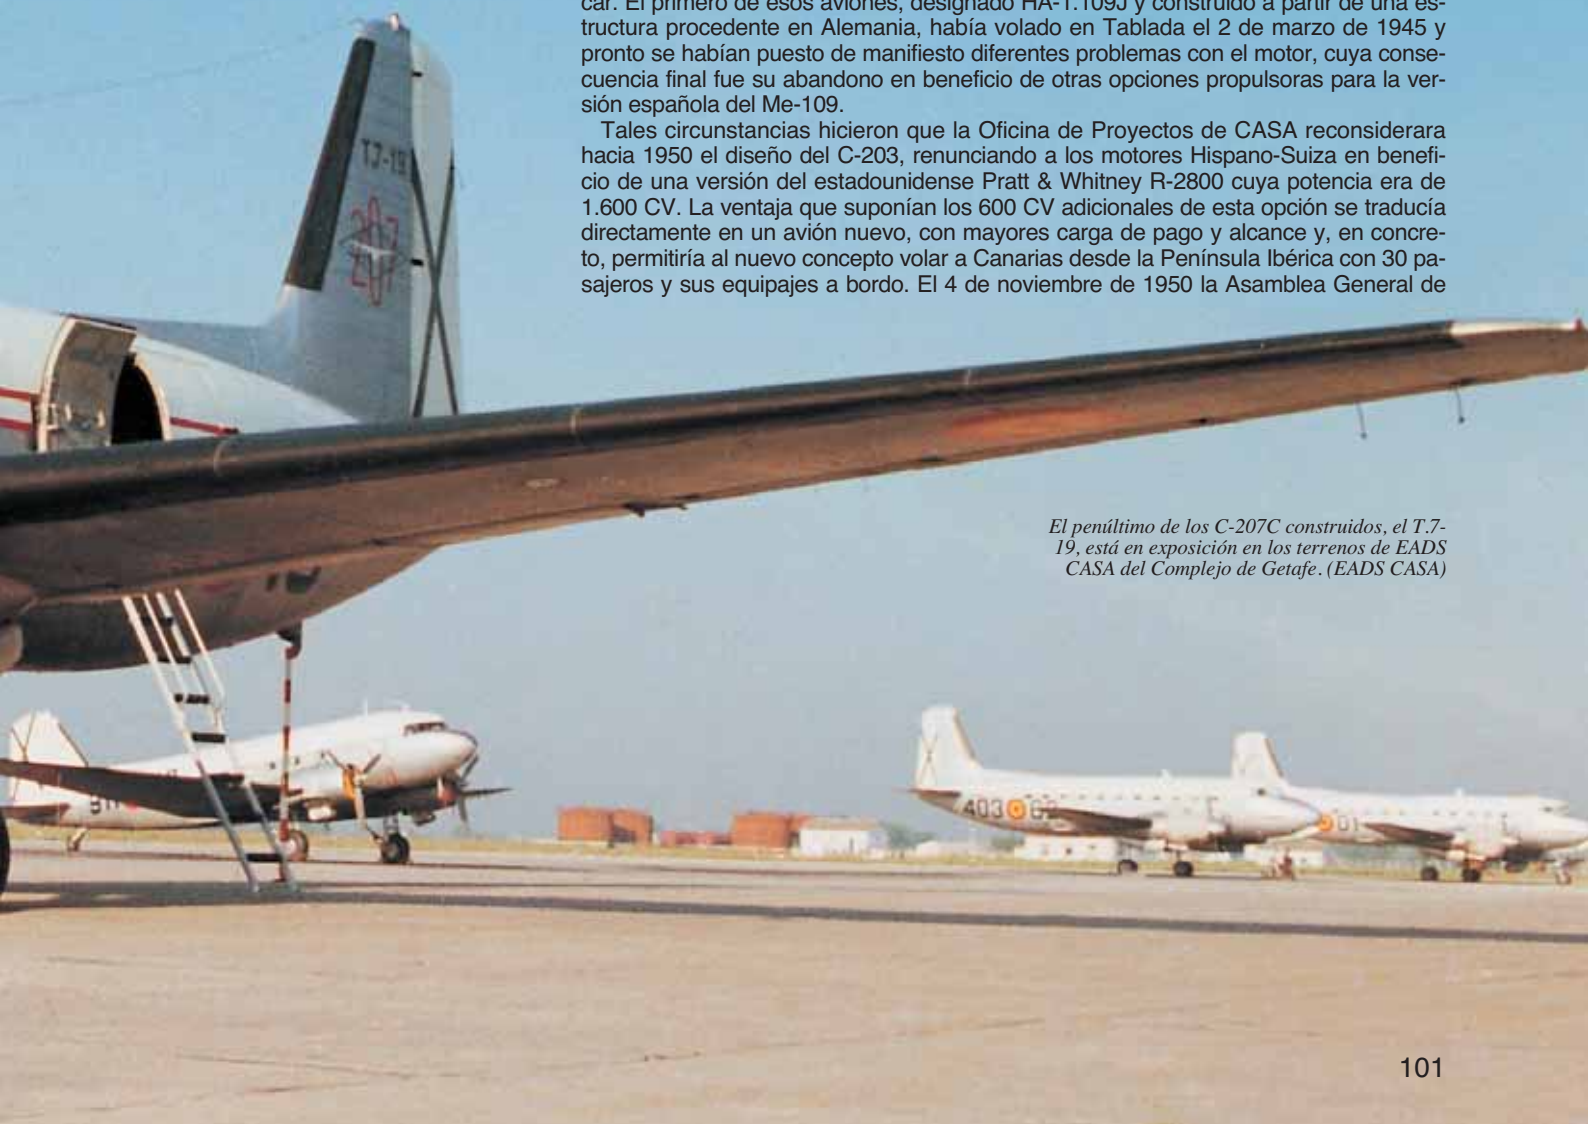 car. El primero de esos aviones, designado HA-1.109J y construido a partir de una es-
tructura procedente en Alemania, había volado en Tablada el 2 de marzo de 1945 y
pronto se habían puesto de manifiesto diferentes problemas con el motor, cuya conse-
cuencia final fue su abandono en beneficio de otras opciones propulsoras para la ver-
sión española del Me-109.
Tales circunstancias hicieron que la Oficina de Proyectos de CASA reconsiderara
hacia 1950 el diseño del C-203, renunciando a los motores Hispano-Suiza en benefi-
cio de una versión del estadounidense Pratt & Whitney R-2800 cuya potencia era de
1.600 CV. La ventaja que suponían los 600 CV adicionales de esta opción se traducía
directamente en un avión nuevo, con mayores carga de pago y alcance y, en concre-
to, permitiría al nuevo concepto volar a Canarias desde la Península Ibérica con 30 pa-
sajeros y sus equipajes a bordo. El 4 de noviembre de 1950 la Asamblea General de
T.7-19
207
El penúltimo de los C-207C construidos, el T.7-
19, está en exposición en los terrenos de EADS
CASA del Complejo de Getafe. (EADS CASA)
403
01
101